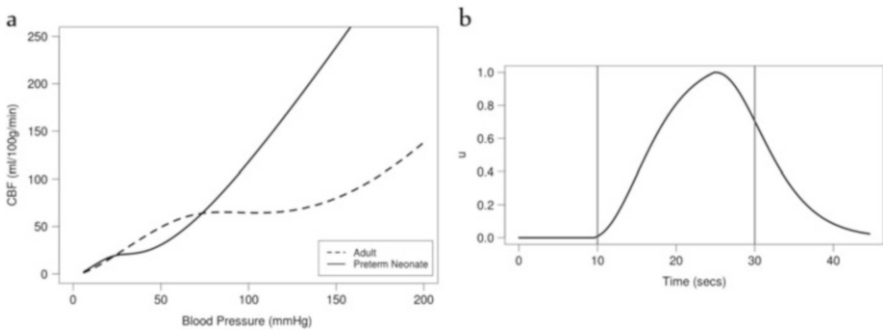 a
250
200
150
100
50
0
CBF (ml/100g/min)
Adult
Preterm Neonate
0 50 100 150 200
Blood Pressure (mmHg)
b
1.0
0.8
0.6
0.4
0.2
0.0
u
0 10 20 30 40
Time (secs)